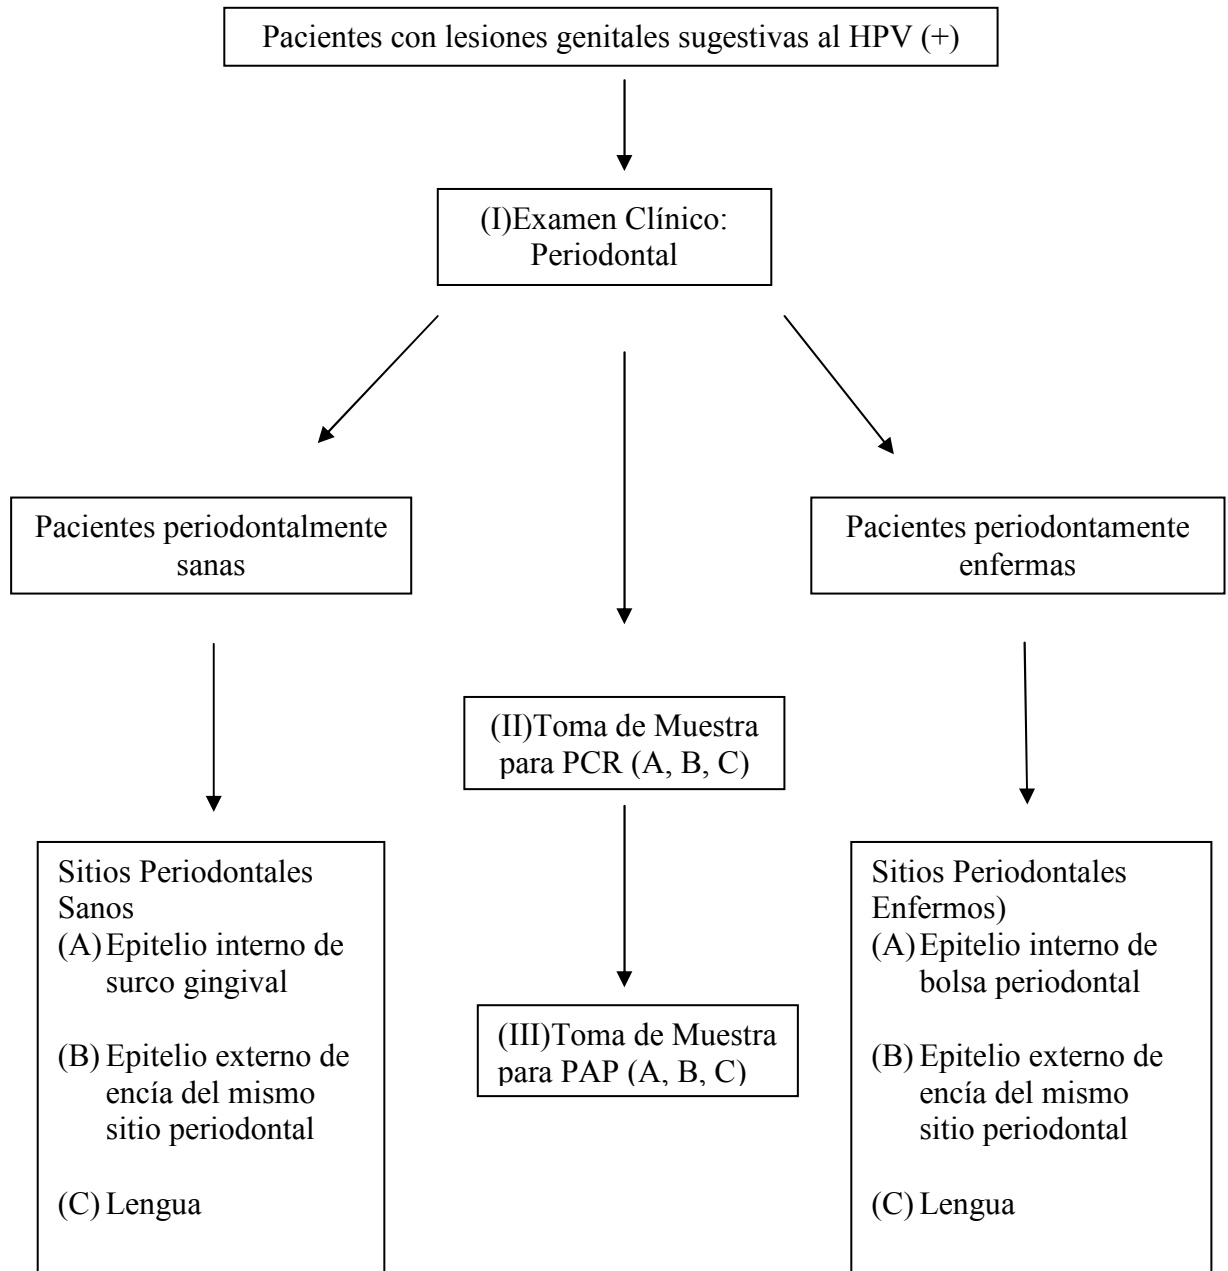 Pacientes con lesiones genitales sugestivas al HPV (+)
(I)Examen Clínico:
Periodontal
Pacientes periodontalmente
sanas
Pacientes periodontamente
enfermas
(II)Toma de Muestra
para PCR (A, B, C)
Sitios Periodontales
Sanos
(A) Epitelio interno de
surco gingival
(B) Epitelio externo de
encía del mismo
sitio periodontal
(C) Lengua
(III)Toma de Muestra
para PAP (A, B, C)
Sitios Periodontales
Enfermos)
(A) Epitelio interno de
bolsa periodontal
(B) Epitelio externo de
encía del mismo
sitio periodontal
(C) Lengua